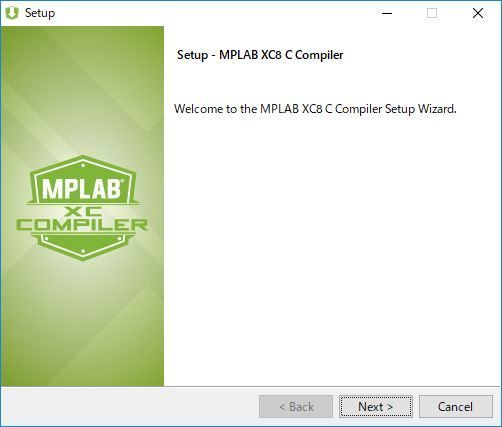 Setup
Setup - MPLAB XC8 C Compiler
Welcome to the MPLAB XC8 C Compiler Setup Wizard.
MPLAB®
XC
COMPILER
< Back
Next >
Cancel